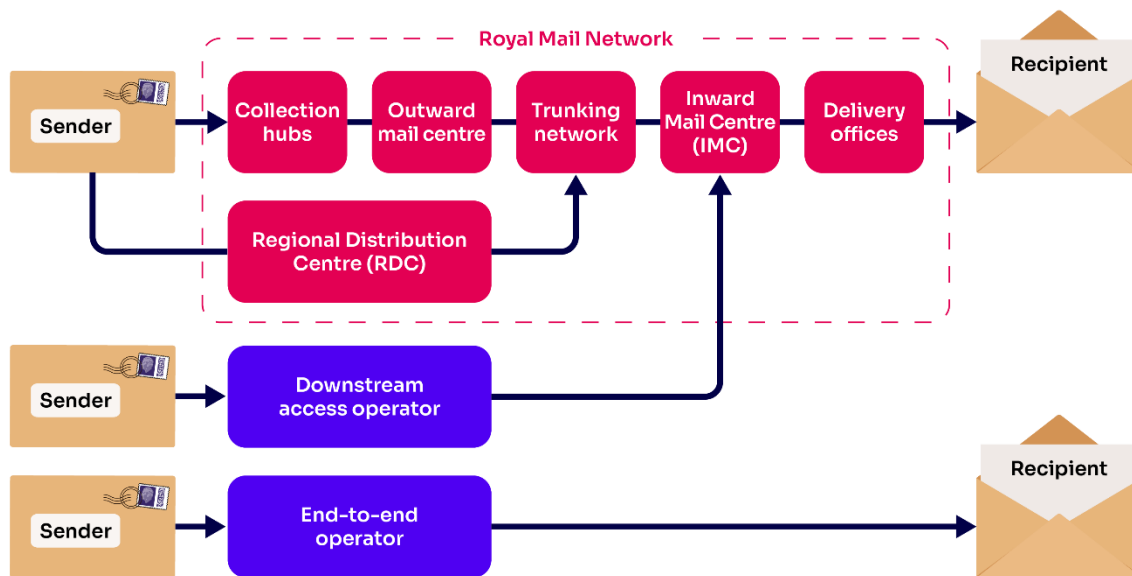 Royal Mail Network
Sender
Collection
hubs
Outward
mail centre
Trunking
network
Inward
Mail Centre
(IMC)
Delivery
offices
Recipient
Regional Distribution
Centre (RDC)
Sender
Downstream
access operator
Sender
End-to-end
operator
Recipient